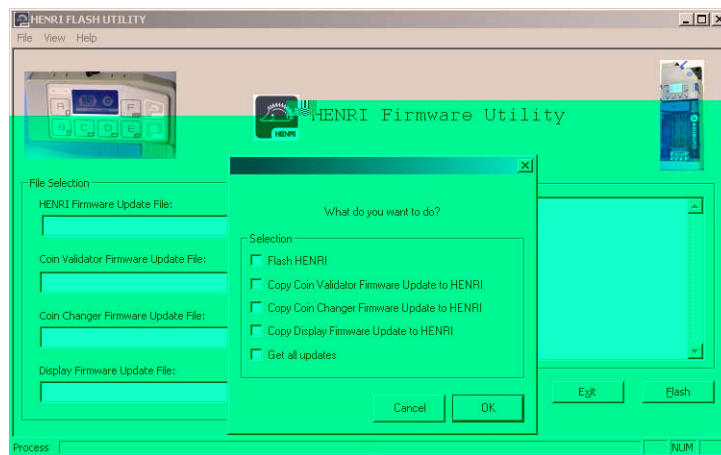 HENRI FLASH UTILITY
File View Help
A F
B C D E
HENRI
HENRI Firmware Utility
File Selection
HENRI Firmware Update File:
Coin Validator Firmware Update File:
Coin Changer Firmware Update File:
Display Firmware Update File:
What do you want to do?
Selection
Flash HENRI
Copy Coin Validator Firmware Update to HENRI
Copy Coin Changer Firmware Update to HENRI
Copy Display Firmware Update to HENRI
Get all updates
Cancel OK
Exit Flash
Process NUM